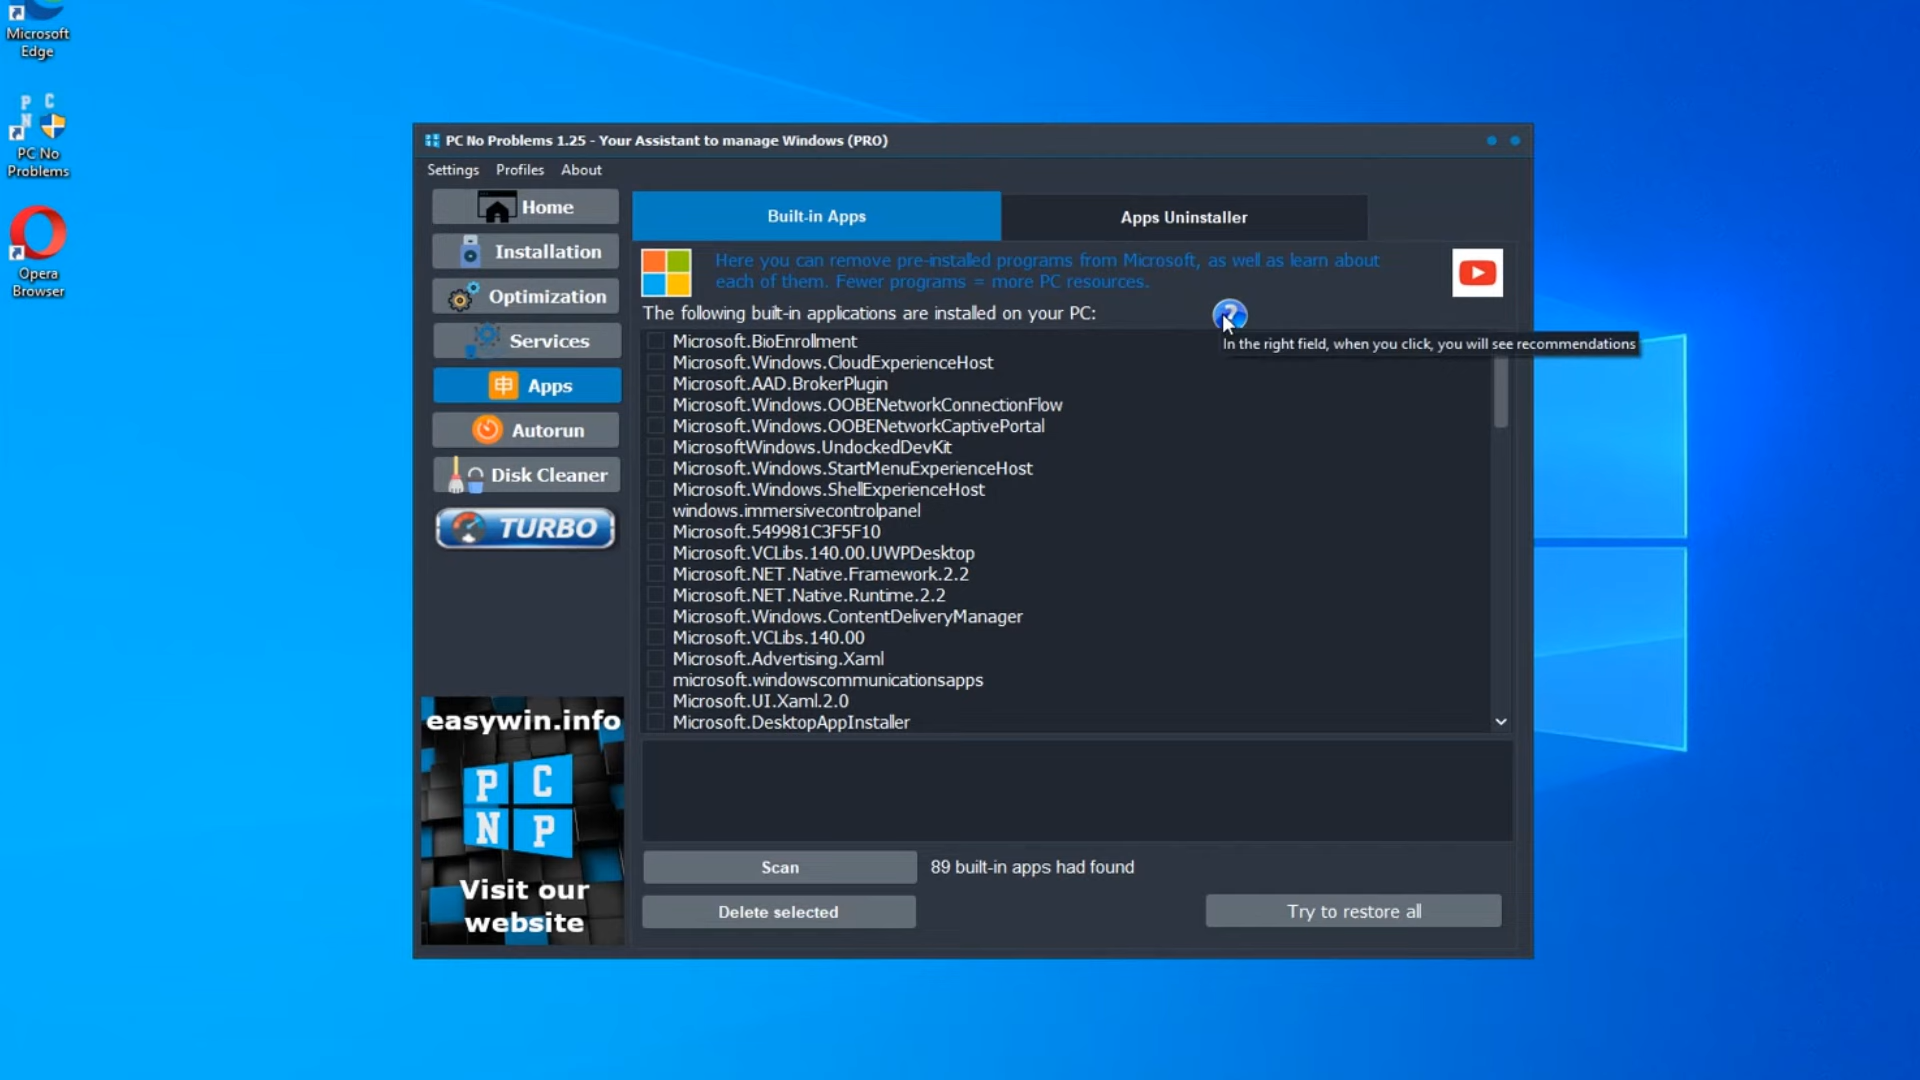 Microsoft
Edge
P C
N
PC No
Problems
Opera
Browser
PC No Problems 1.25 - Your Assistant to manage Windows (PRO)
Settings Profiles About
Home
Installation
Optimization
Services
Apps
Autorun
Disk Cleaner
TURBO
easywin.info
P C
N P
Visit our
website
Built-in Apps
Apps Uninstaller
Here you can remove pre-installed programs from Microsoft, as well as learn about
each of them. Fewer programs = more PC resources.
The following built-in applications are installed on your PC:
?
In the right field, when you click, you will see recommendations
Microsoft.BioEnrollment
Microsoft.Windows.CloudExperienceHost
Microsoft.AAD.BrokerPlugin
Microsoft.Windows.OOBENetworkConnectionFlow
Microsoft.Windows.OOBENetworkCaptivePortal
MicrosoftWindows.UndockedDevKit
Microsoft.Windows.StartMenuExperienceHost
Microsoft.Windows.ShellExperienceHost
windows.immersivecontrolpanel
Microsoft.549981C3F5F10
Microsoft.VCLibs.140.00.UWPDesktop
Microsoft.NET.Native.Framework.2.2
Microsoft.NET.Native.Runtime.2.2
Microsoft.Windows.ContentDeliveryManager
Microsoft.VCLibs.140.00
Microsoft.Advertising.Xaml
microsoft.windowscommunicationsapps
Microsoft.UI.Xaml.2.0
Microsoft.DesktopAppInstaller
Scan
89 built-in apps had found
Delete selected
Try to restore all